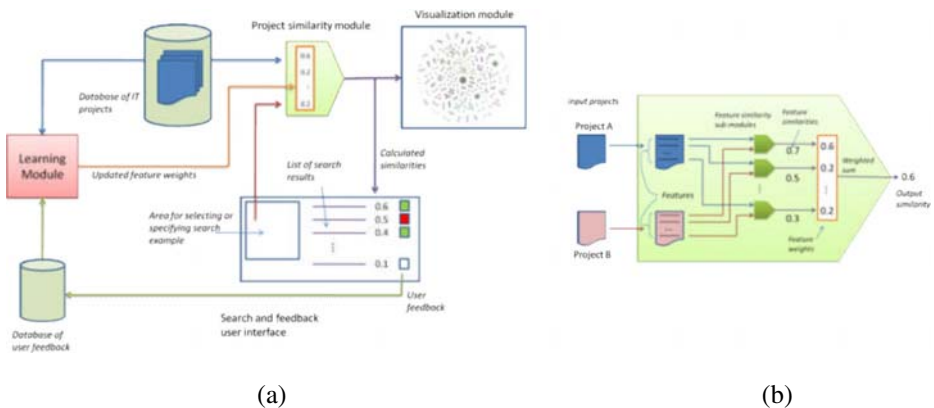 Project similarity module
Visualization module
0.6
0.2
0.2
Database of IT
projects
Learning
Module
Updated feature weights
List of search
results
Calculated
similarities
Area for selecting or
specifying search
example
0.6
0.5
0.4
0.1
User
feedback
Search and feedback
user interface
Database of
user feedback
(a)
input projects
Project A
Project B
Feature similarity
sub modules
Feature
similarities
Features
0.7
0.5
0.3
0.6
0.2
0.2
Weighted
sum
0.6
Output
similarity
Feature
weights
(b)